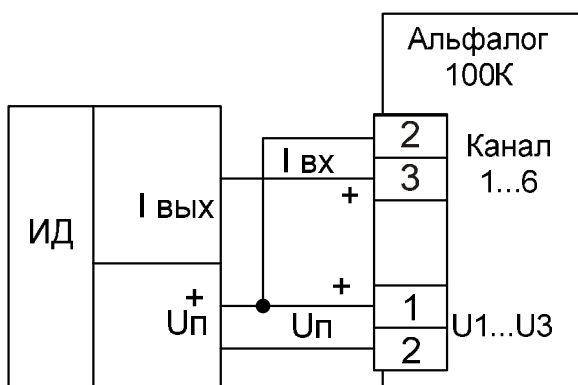 Альфалог
100К
2
Канал
I вх
3
1...6
+
I вых
ИД
+
+
1
Uп
Uп
U1...U3
2